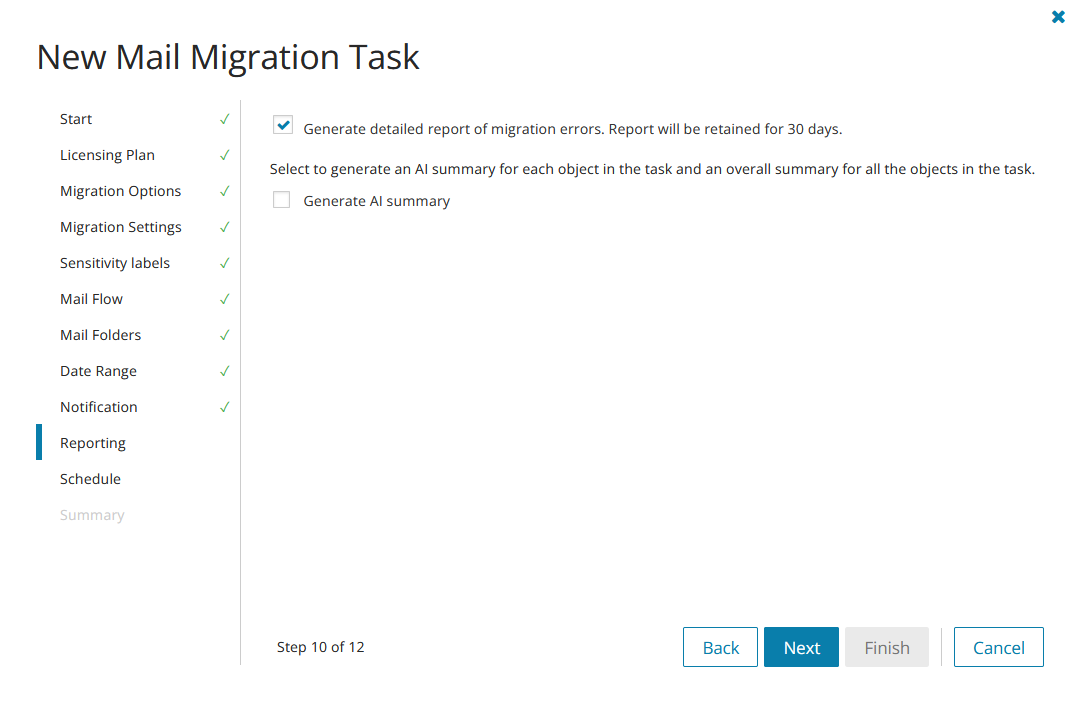 New Mail Migration Task
Start
Licensing Plan
Migration Options
Migration Settings
Sensitivity labels
Mail Flow
Mail Folders
Date Range
Notification
Reporting
Schedule
Summary
Generate detailed report of migration errors. Report will be retained for 30 days.
Select to generate an AI summary for each object in the task and an overall summary for all the objects in the task.
Generate AI summary
Step 10 of 12
Back
Next
Finish
Cancel